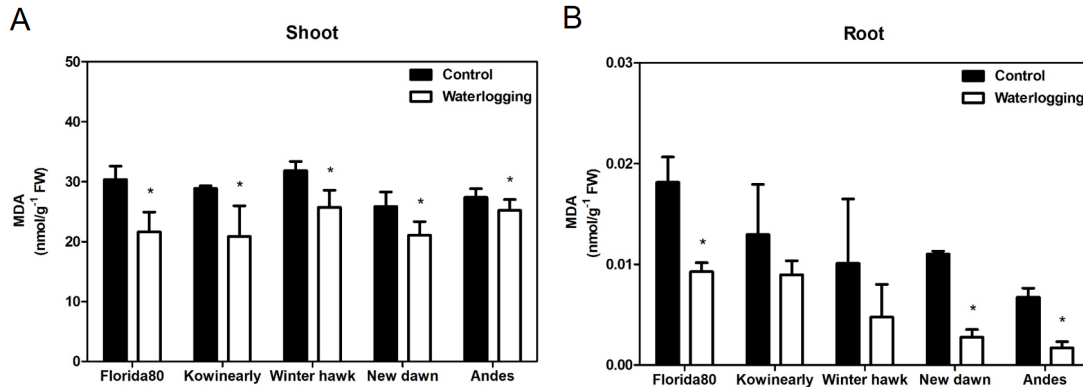 A
Shoot
MDA
(nmol/g⁻¹ FW)
50
40
30
20
10
0
Control
Waterlogging
*
*
*
*
*
Florida80 Kowinearly Winter hawk New dawn Andes
B
Root
MDA
(nmol/g⁻¹ FW)
0.03
0.02
0.01
0.00
Control
Waterlogging
*
*
*
Florida80 Kowinearly Winter hawk New dawn Andes